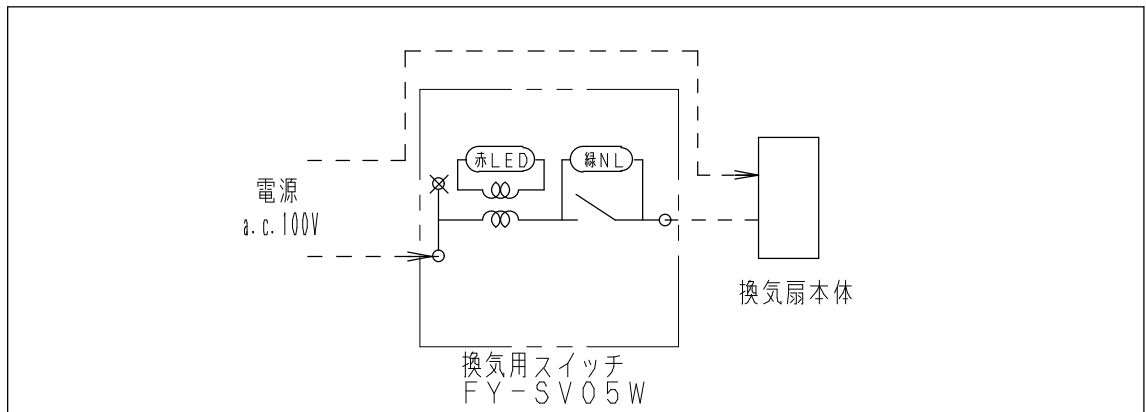 赤LED
緑NL
電源
a.c.100V
換気扇本体
換気用スイッチ
FY-SV05W